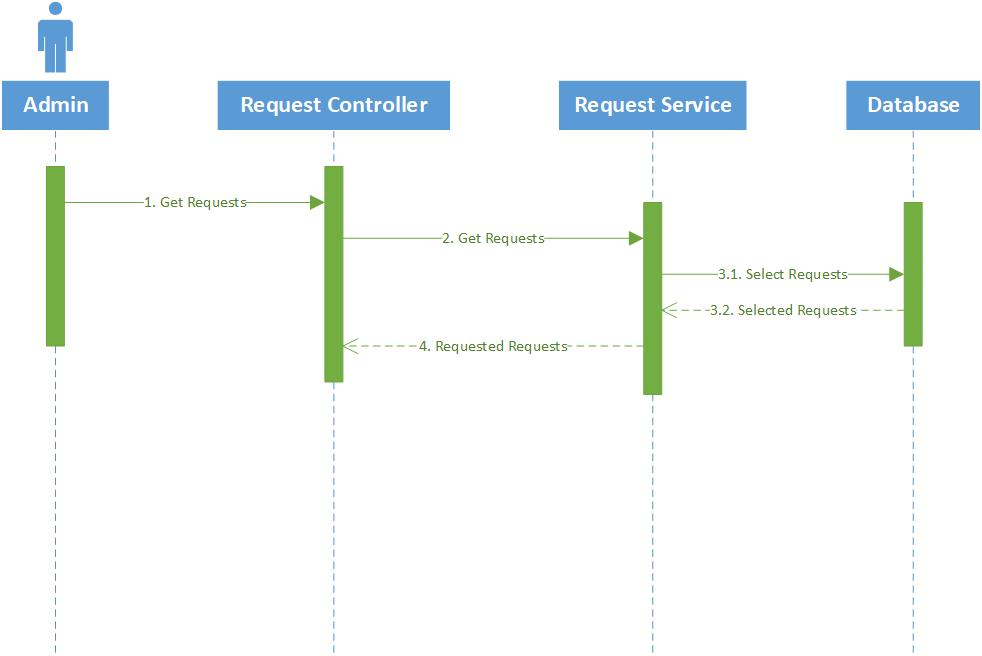 Admin
Request Controller
Request Service
Database
1. Get Requests
2. Get Requests
3.1. Select Requests
3.2. Selected Requests
4. Requested Requests